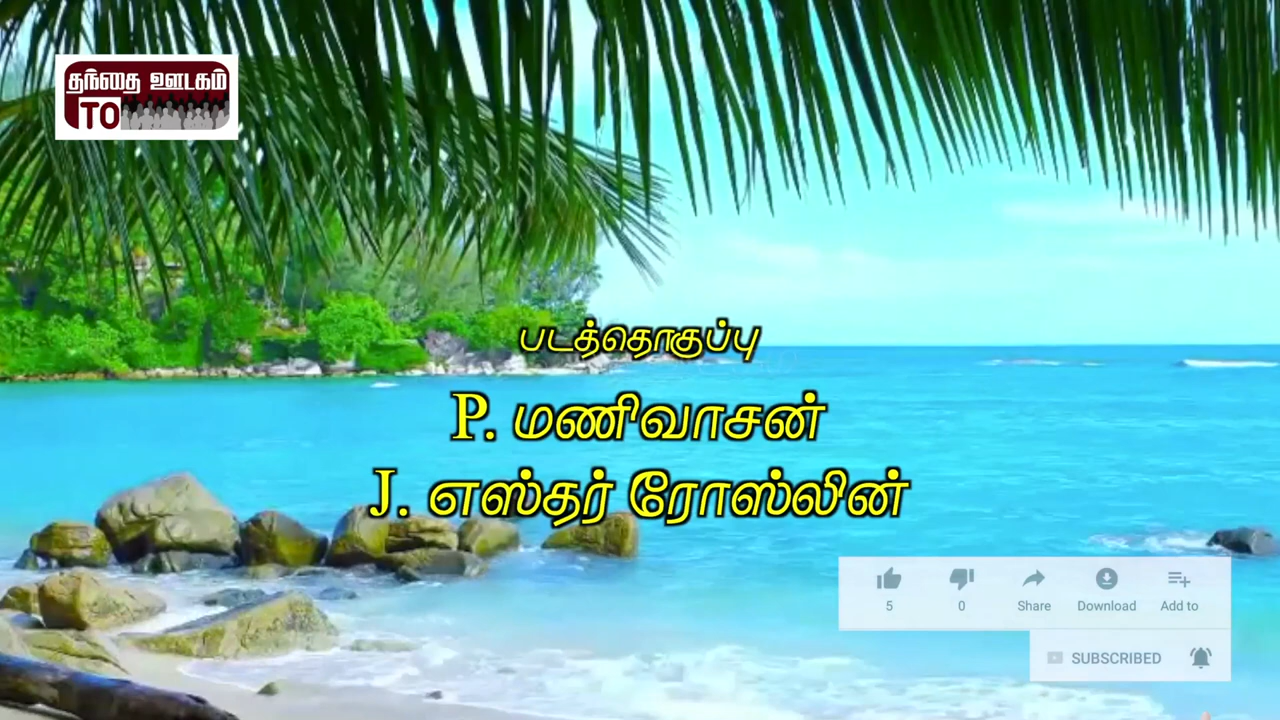 தந்தை ஊடகம்
TO
படத்தொகுப்பு
P. மணிவாசன்
J. எஸ்தர் ரோஸ்லின்
5 0 Share Download Add to
SUBSCRIBED